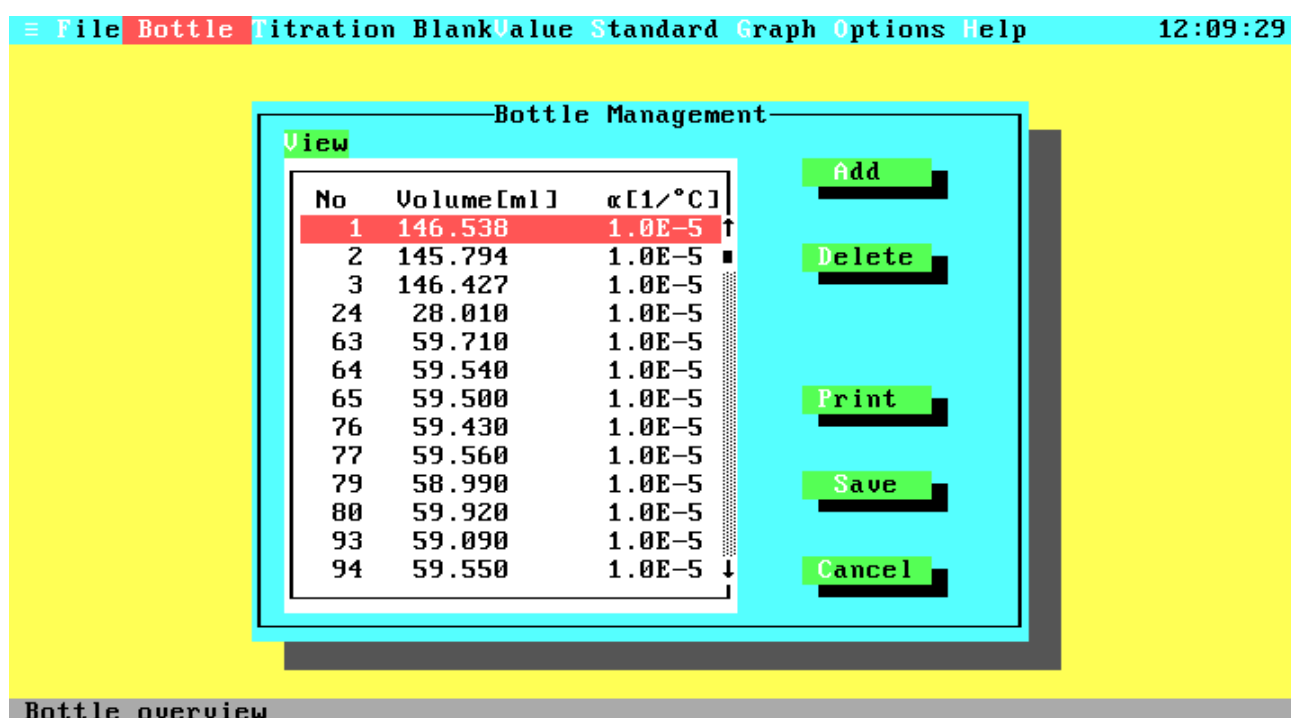 ≡ File Bottle Titration BlankValue Standard Graph Options Help 12:09:29
Bottle Management
View
No Volume[ml] α[1/°C]
1 146.538 1.0E-5
2 145.794 1.0E-5
3 146.427 1.0E-5
24 28.010 1.0E-5
63 59.710 1.0E-5
64 59.540 1.0E-5
65 59.500 1.0E-5
76 59.430 1.0E-5
77 59.560 1.0E-5
79 58.990 1.0E-5
80 59.920 1.0E-5
93 59.090 1.0E-5
94 59.550 1.0E-5
Add
Delete
Print
Save
Cancel
Bottle overview